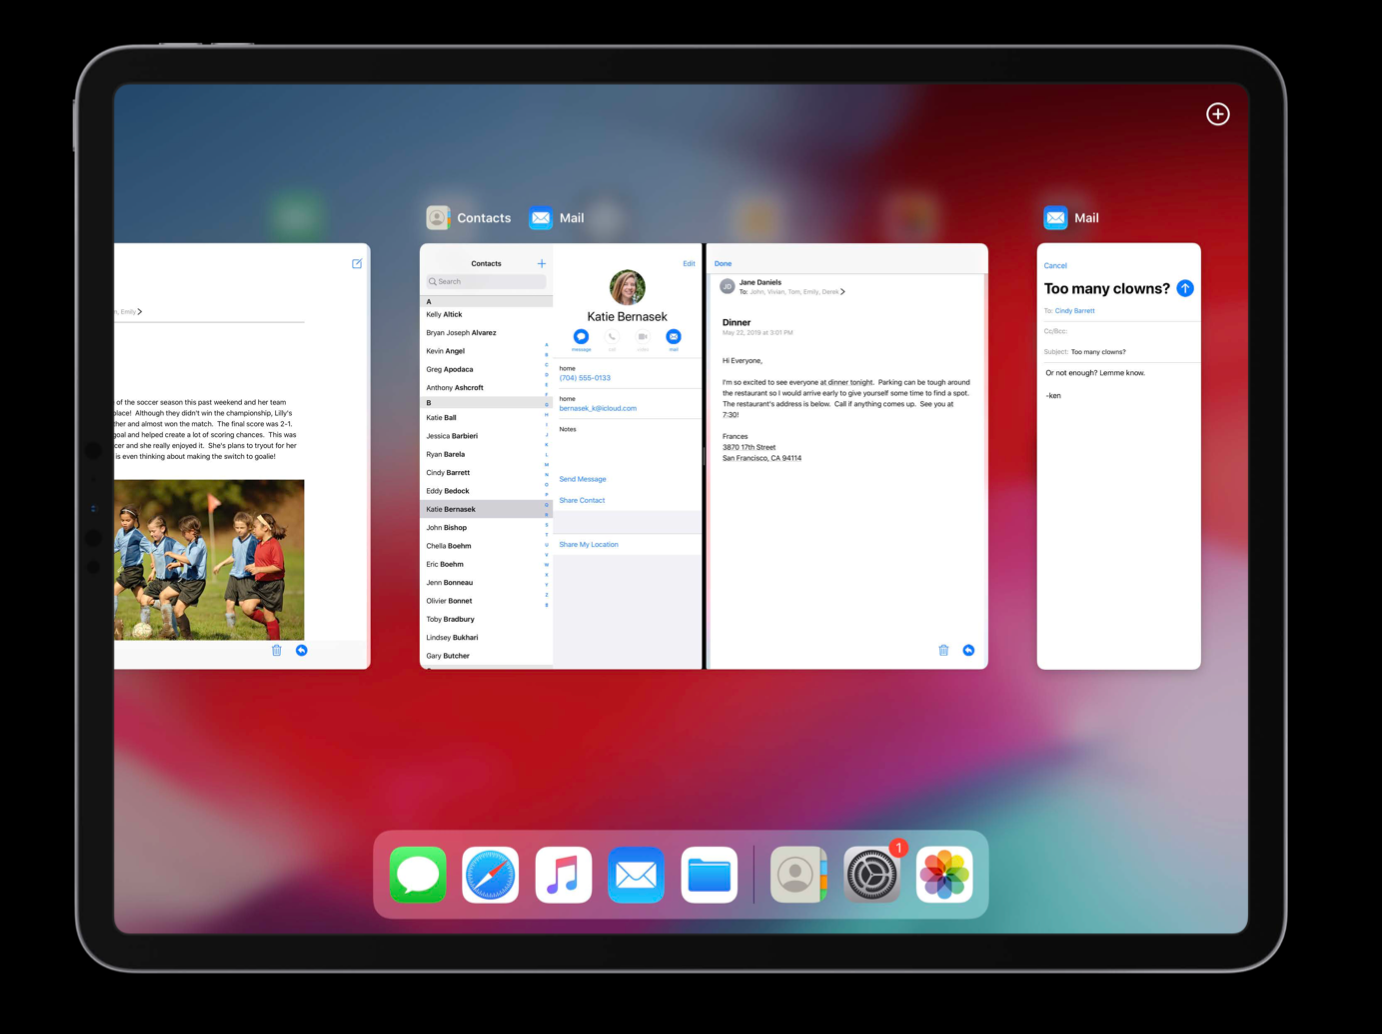 Contacts
Mail
Mail
n, Emily >
of the soccer season this past weekend and her team
place! Although they didn't win the championship, Lilly's
ther and almost won the match. The final score was 2-1.
goal and helped create a lot of scoring chances. This was
cer and she really enjoyed it. She's plans to tryout for her
is even thinking about making the switch to goalie!
Contacts
+
Search
A
Kelly Altick
Bryan Joseph Alvarez
Kevin Angel
Greg Apodaca
Anthony Ashcroft
B
Katie Ball
Jessica Barbieri
Ryan Barela
Cindy Barrett
Eddy Bedock
Katie Bernasek
John Bishop
Chella Boehm
Eric Boehm
Jenn Bonneau
Olivier Bonnet
Toby Bradbury
Lindsey Bukhari
Gary Butcher
Edit
Katie Bernasek
message
call
video
mail
home
(704) 555-0133
home
bernasek_k@icloud.com
Notes
Send Message
Share Contact
Share My Location
Done
JD
Jane Daniels
To: John, Vivian, Tom, Emily, Derek >
Dinner
May 22, 2019 at 3:01 PM
Hi Everyone,
I'm so excited to see everyone at dinner tonight. Parking can be tough around
the restaurant so I would arrive early to give yourself some time to find a spot.
The restaurant's address is below. Call if anything comes up. See you at
7:30!
Frances
3870 17th Street
San Francisco, CA 94114
Cancel
Too many clowns?
To: Cindy Barrett
Cc/Bcc:
Subject: Too many clowns?
Or not enough? Lemme know.
-ken
1